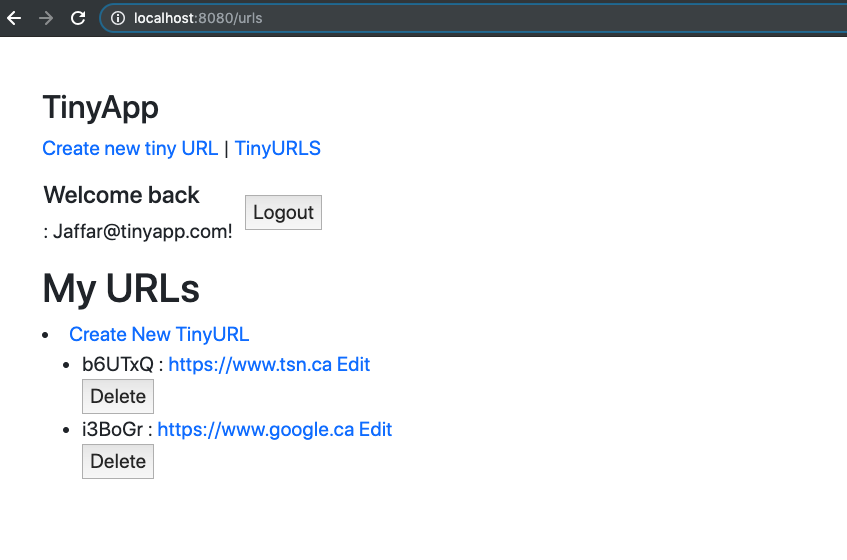 localhost:8080/urls
TinyApp
Create new tiny URL | TinyURLS
Welcome back
: Jaffar@tinyapp.com!
Logout
My URLs
Create New TinyURL
b6UTxQ : https://www.tsn.ca Edit
Delete
i3BoGr : https://www.google.ca Edit
Delete